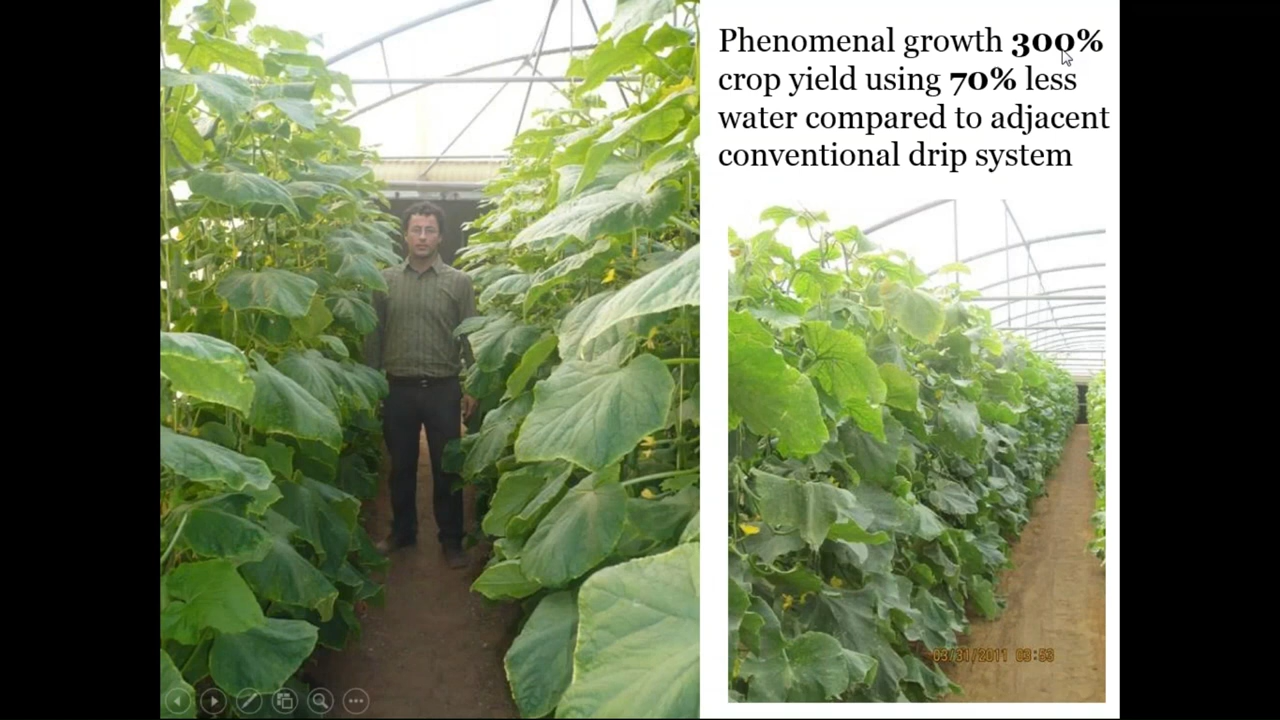 Phenomenal growth 300%
crop yield using 70% less
water compared to adjacent
conventional drip system
03/31/2011 03:53